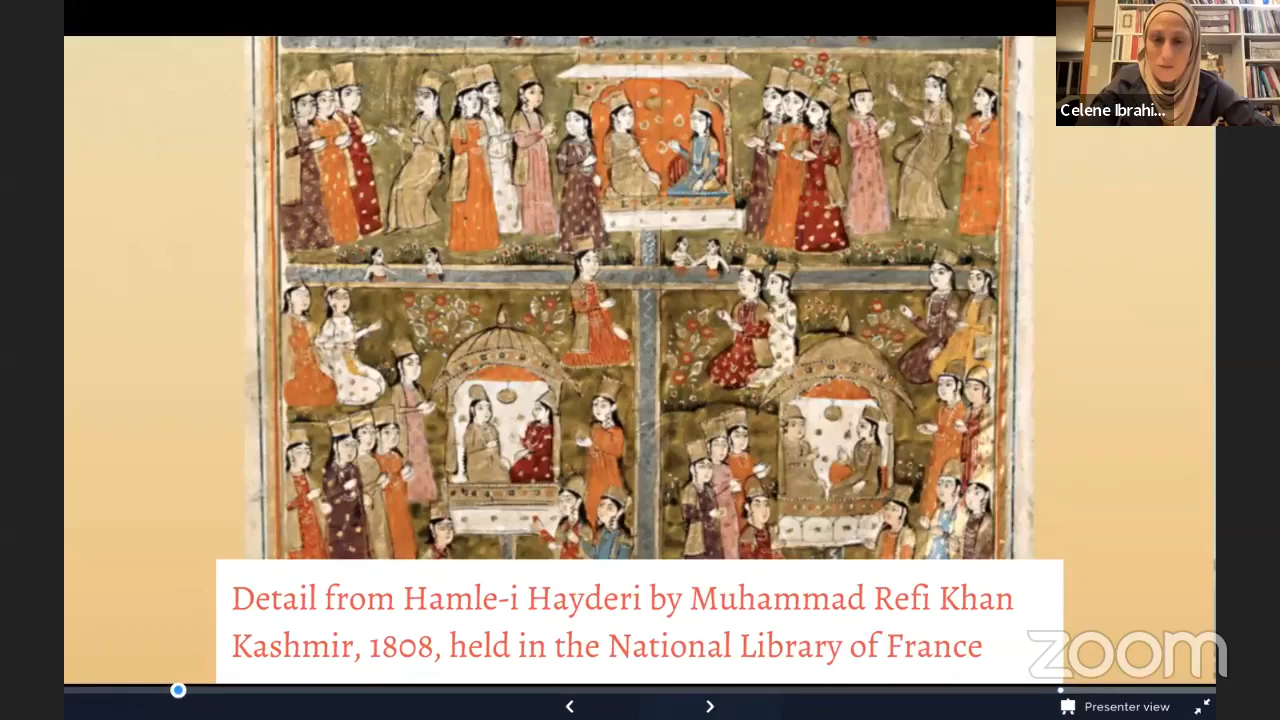 Celene Ibrahi...
Detail from Hamle-i Hayderi by Muhammad Refi Khan
Kashmir, 1808, held in the National Library of France
zoom
Presenter view